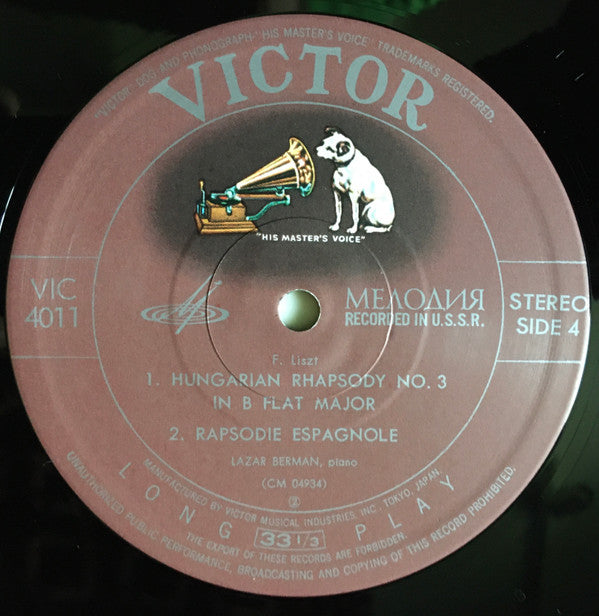 "VICTOR" DOG AND PHONOGRAPH-"HIS MASTER'S VOICE" TRADEMARKS REGISTERED.
VICTOR
"HIS MASTER'S VOICE"
VIC
4011
МЕЛОДИЯ
RECORDED IN U.S.S.R.
STEREO
SIDE 4
F. Liszt
1. HUNGARIAN RHAPSODY NO. 3
IN B FLAT MAJOR
2. RAPSODIE ESPAGNOLE
LAZAR BERMAN, piano
(CM 04934)
LONG 33 1/3 PLAY
MANUFACTURED BY VICTOR MUSICAL INDUSTRIES, INC. TOKYO, JAPAN.
THE EXPORT OF THESE RECORDS ARE FORBIDDEN.
UNAUTHORIZED PUBLIC PERFORMANCE, BROADCASTING AND COPYING OF THIS RECORD PROHIBITED.